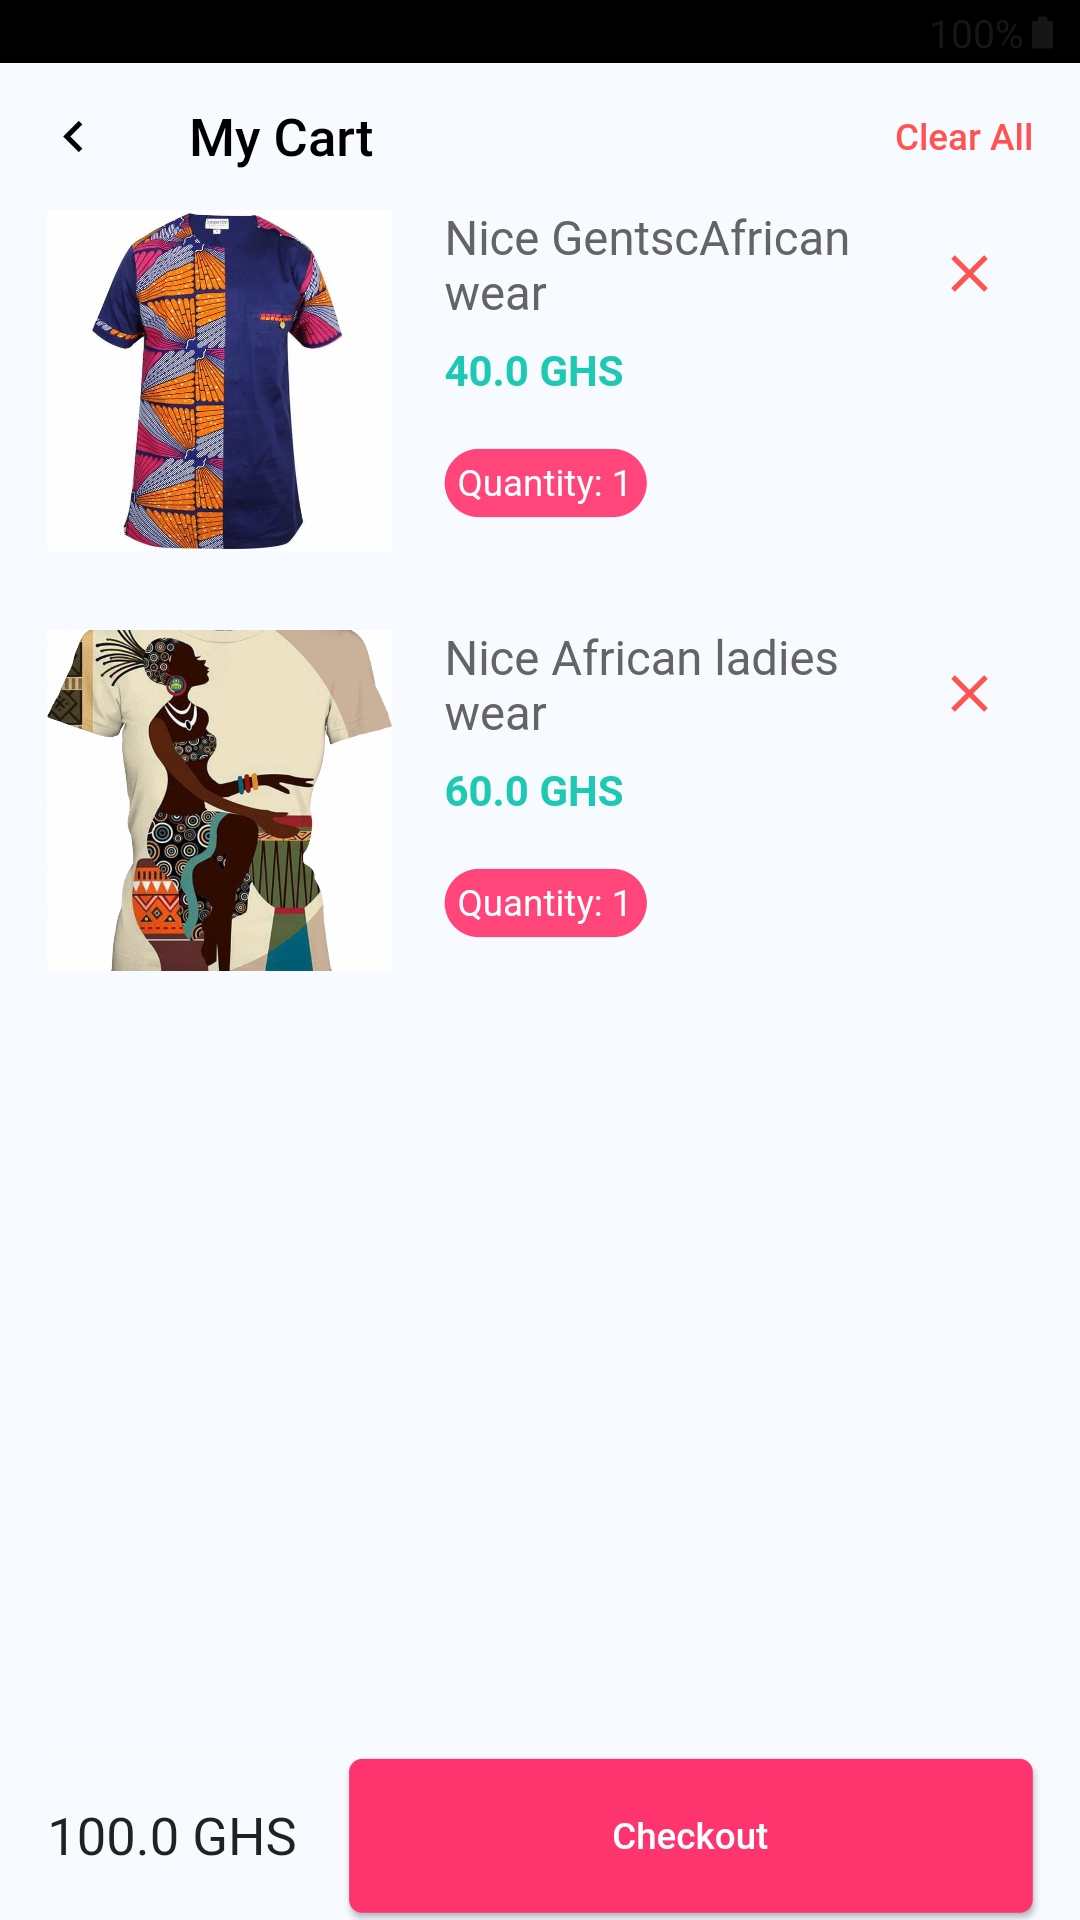 100%
My Cart
Clear All
Nice GentscAfrican
wear
40.0 GHS
Quantity: 1
Nice African ladies
wear
60.0 GHS
Quantity: 1
100.0 GHS
Checkout